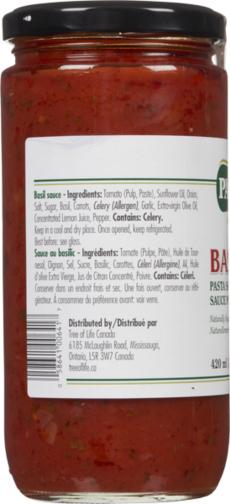 Basil sauce - Ingredients: Tomato (Pulp, Paste), Sunflower Oil, Onion,
Salt, Sugar, Basil, Carrots, Celery (Allergen), Garlic, Extra-virgin Olive Oil,
Concentrated Lemon Juice, Pepper. Contains: Celery.
Keep in a cool and dry place. Once opened, keep refrigerated.
Best before: see glass.
Sauce au basilic - Ingrédients: Tomate (Pulpe, Pâte), Huile de Tour-
nesol, Oignon, Sel, Sucre, Basilic, Carottes, Céleri (Allergène), Ail, Huile
d'olive Extra Vierge, Jus de Citron Concentré, Poivre. Contient: Céleri.
Conserver dans un endroit frais et sec. Une fois ouvert, conserver au réfri-
gérateur. À consommer de préférence avant: voir verre.
Distributed by/Distribué par
Tree of Life Canada
6185 McLaughlin Road, Mississauga,
Ontario, L5R 3W7 Canada
treeoflife.ca
BA
PASTA
SAUCE
420 ml